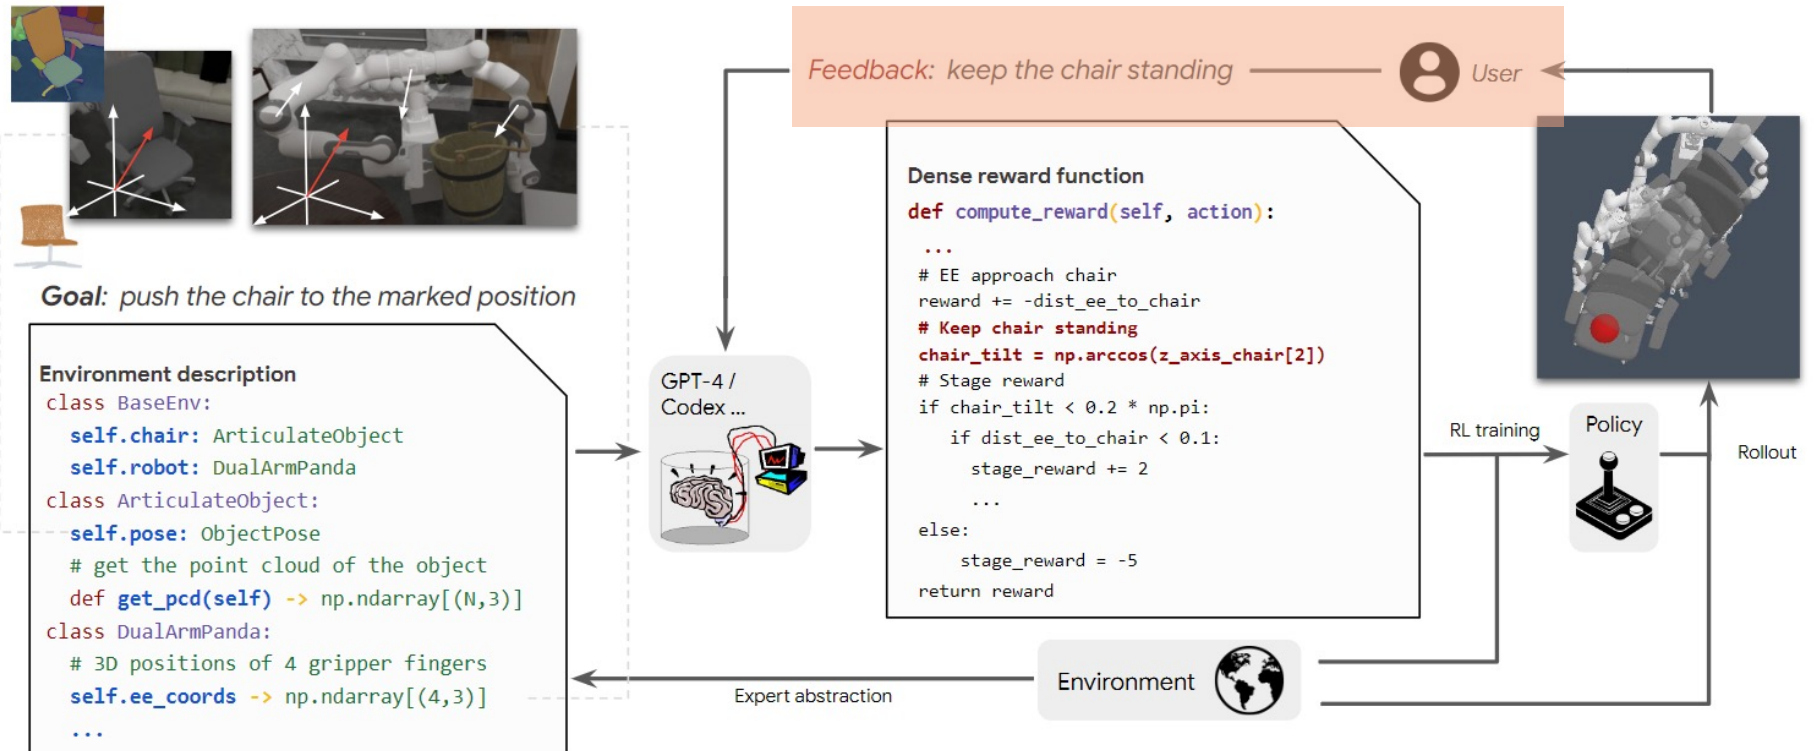 Feedback: keep the chair standing
User
Goal: push the chair to the marked position
Environment description
class BaseEnv:
self.chair: ArticulateObject
self.robot: DualArmPanda
class ArticulateObject:
self.pose: ObjectPose
# get the point cloud of the object
def get_pcd(self) -> np.ndarray[(N,3)]
class DualArmPanda:
# 3D positions of 4 gripper fingers
self.ee_coords -> np.ndarray[(4,3)]
...
GPT-4 /
Codex ...
Dense reward function
def compute_reward(self, action):
...
# EE approach chair
reward += -dist_ee_to_chair
# Keep chair standing
chair_tilt = np.arccos(z_axis_chair[2])
# Stage reward
if chair_tilt < 0.2 * np.pi:
if dist_ee_to_chair < 0.1:
stage_reward += 2
...
else:
stage_reward = -5
return reward
RL training
Policy
Rollout
Environment
Expert abstraction